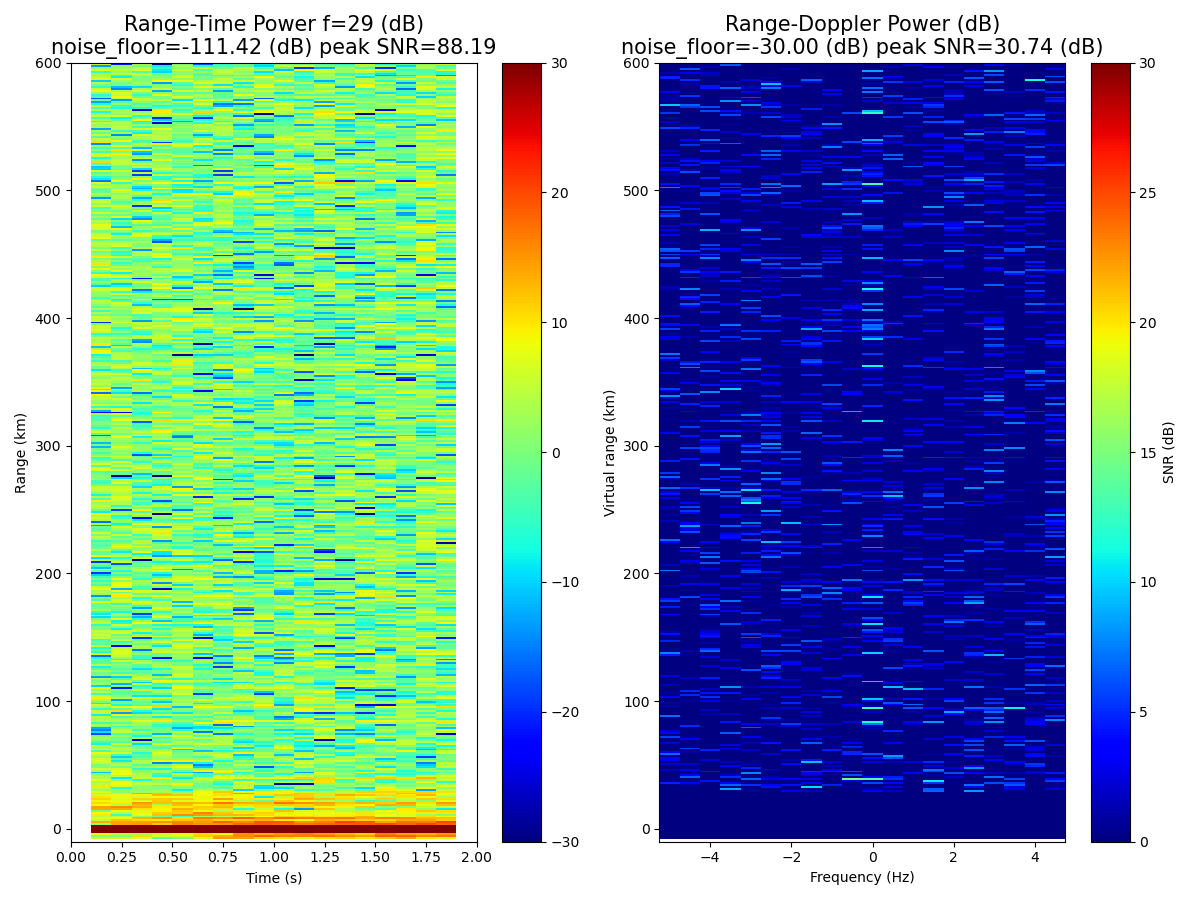 Range-Time Power f=29 (dB)
noise_floor=-111.42 (dB) peak SNR=88.19
Range (km)
600
500
400
300
200
100
0
0.00 0.25 0.50 0.75 1.00 1.25 1.50 1.75 2.00
Time (s)
30
20
10
0
−10
−20
−30
Range-Doppler Power (dB)
noise_floor=-30.00 (dB) peak SNR=30.74 (dB)
Virtual range (km)
600
500
400
300
200
100
0
−4 −2 0 2 4
Frequency (Hz)
30
25
20
15
10
5
0
SNR (dB)